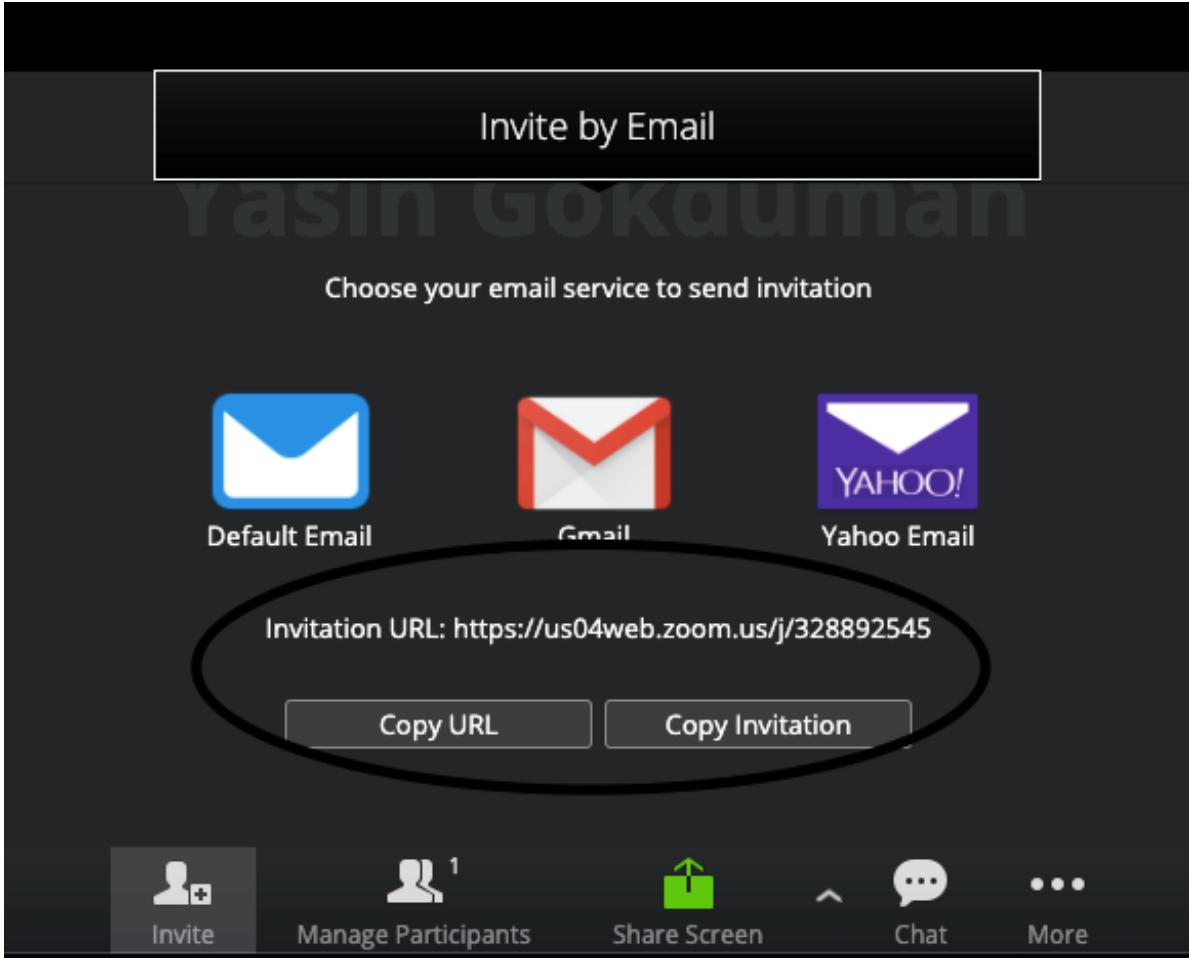 Invite by Email
Yasin Gokduman
Choose your email service to send invitation
YAHOO!
Default Email Gmail Yahoo Email
Invitation URL: https://us04web.zoom.us/j/328892545
Copy URL Copy Invitation
1
Invite Manage Participants Share Screen Chat More